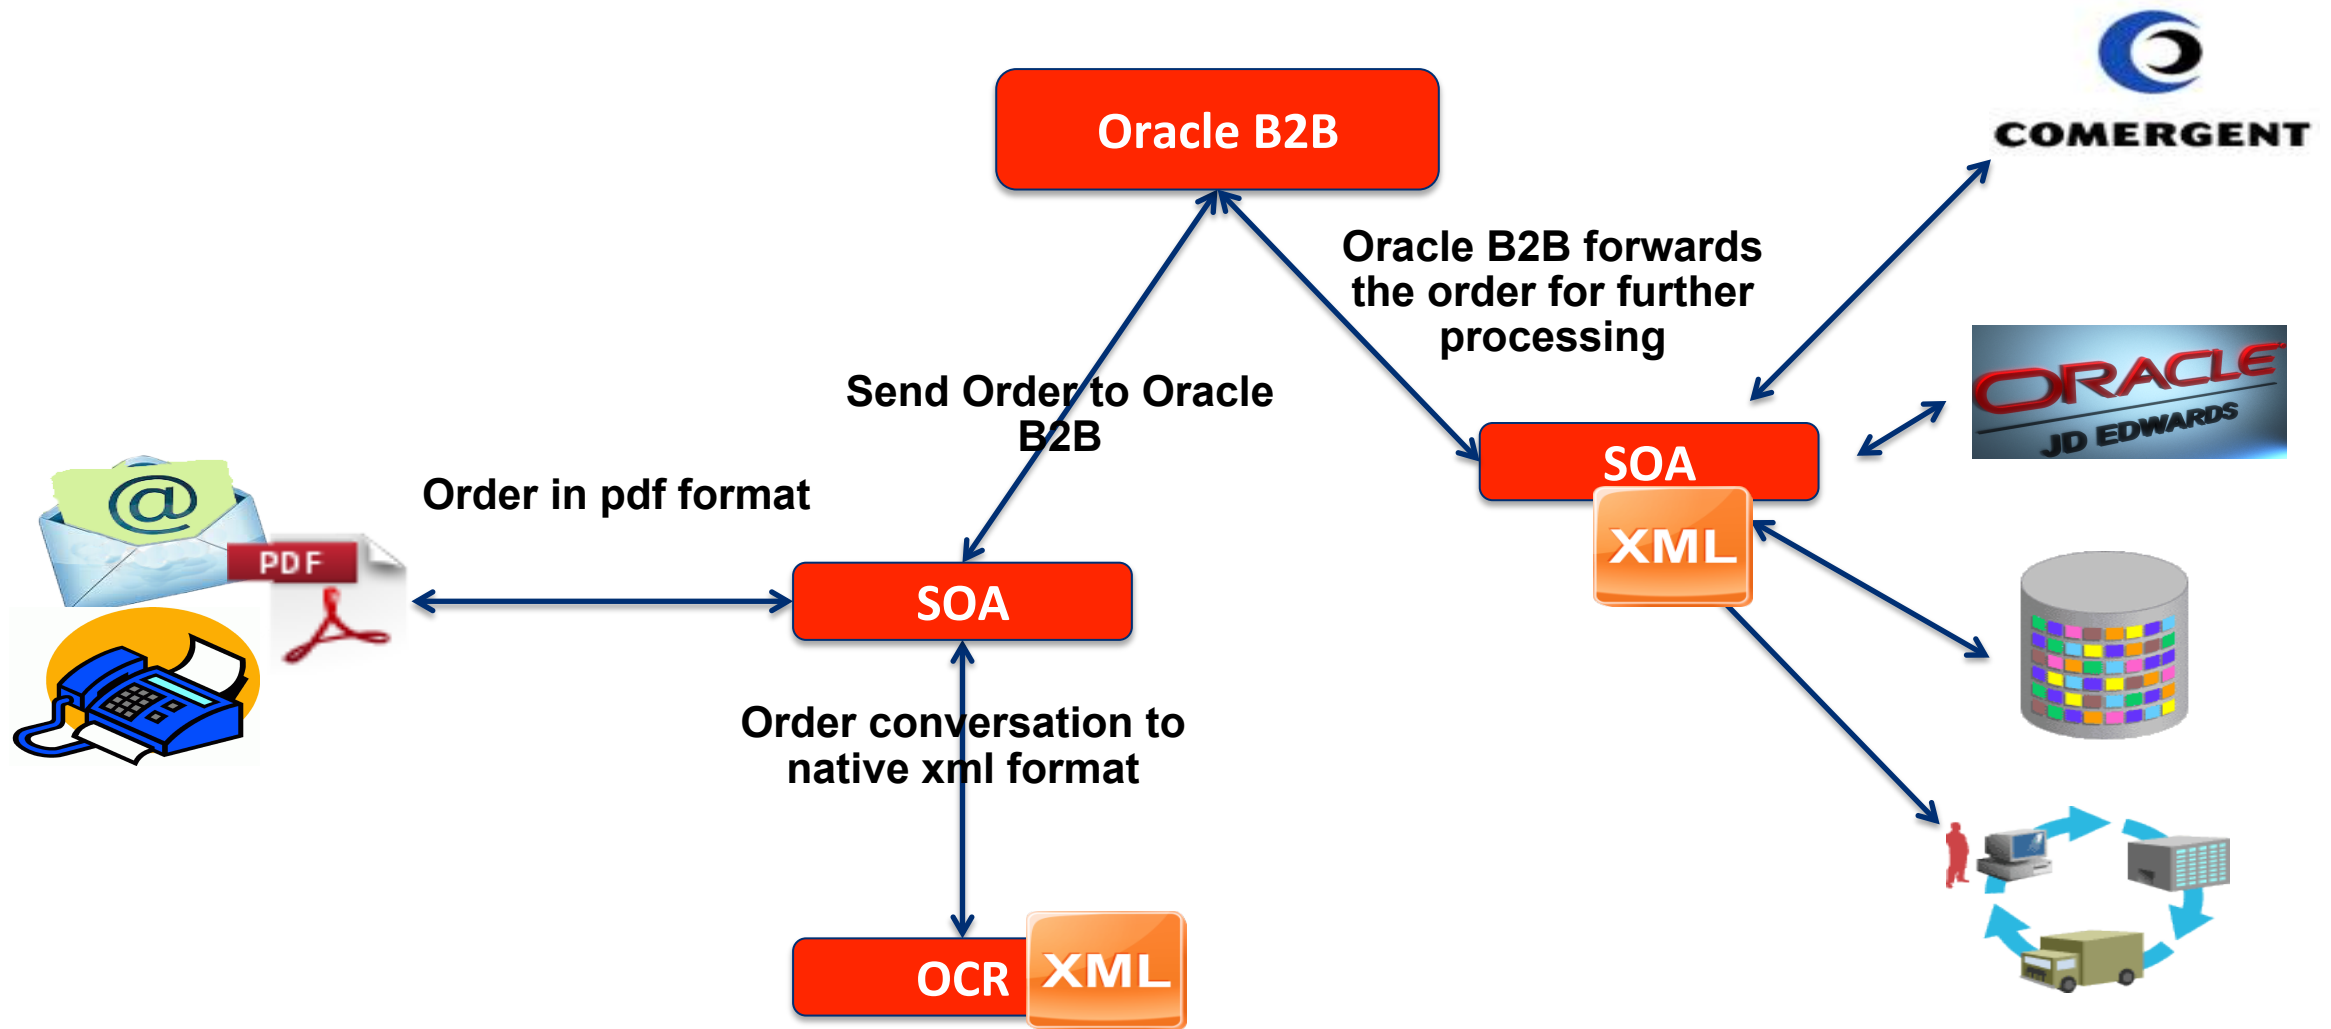 COMERGENT
Oracle B2B
Oracle B2B forwards
the order for further
processing
ORACLE
JD EDWARDS
Send Order to Oracle
B2B
SOA
XML
@
Order in pdf format
PDF
SOA
Order conversation to
native xml format
OCR
XML